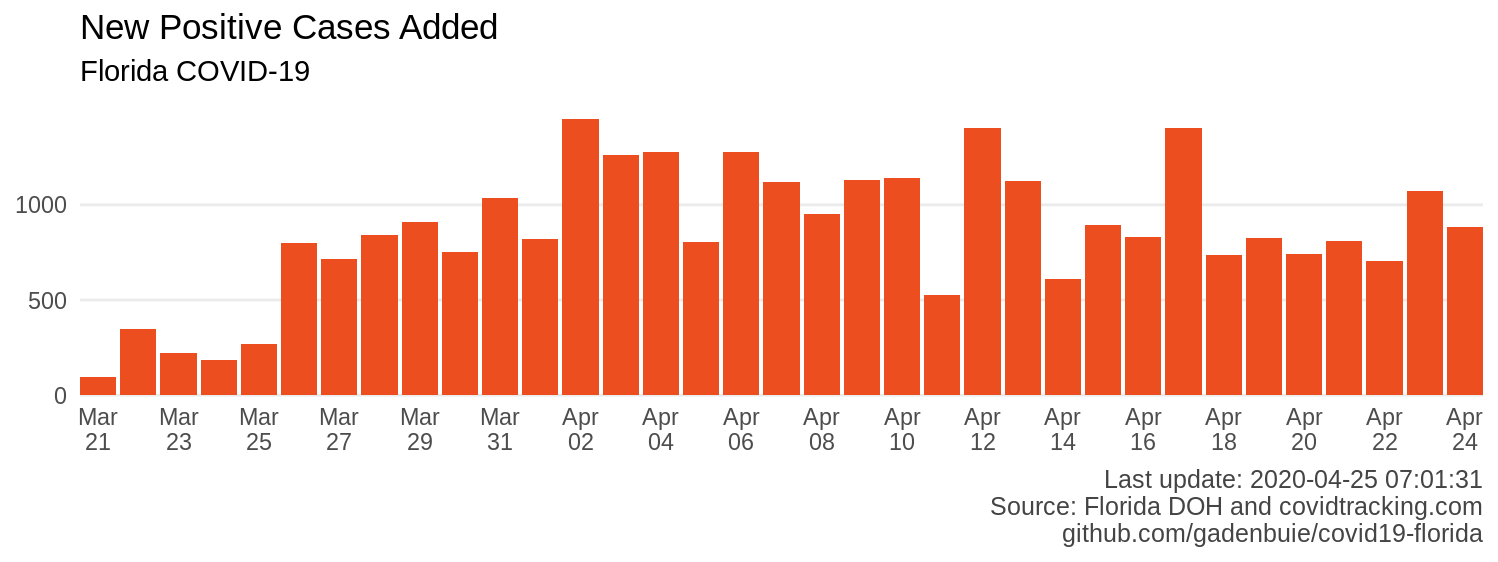 New Positive Cases Added
Florida COVID-19
1000
500
0
Mar Mar Mar Mar Mar Mar Apr Apr Apr Apr Apr Apr Apr Apr Apr Apr Apr Apr
21 23 25 27 29 31 02 04 06 08 10 12 14 16 18 20 22 24
Last update: 2020-04-25 07:01:31
Source: Florida DOH and covidtracking.com
github.com/gadenbuie/covid19-florida